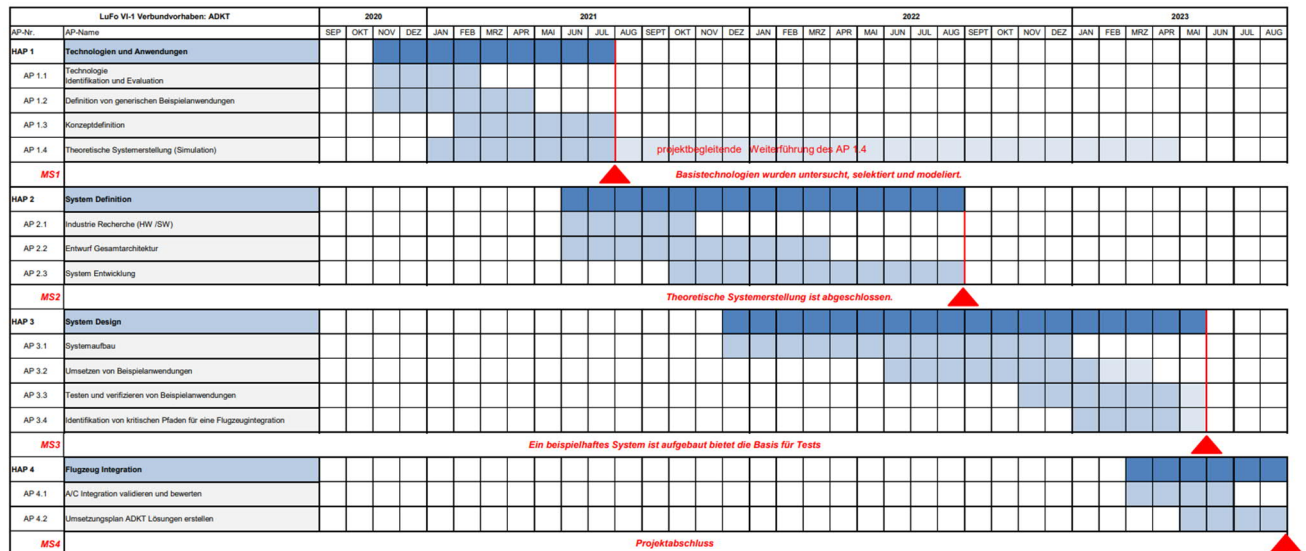 LuFo VI-1 Verbundvorhaben: ADKT 2020 2021 2022 2023
AP-Nr. AP-Name SEP OKT NOV DEZ JAN FEB MRZ APR MAI JUN JUL AUG SEPT OKT NOV DEZ JAN FEB MRZ APR MAI JUN JUL AUG SEPT OKT NOV DEZ JAN FEB MRZ APR MAI JUN JUL AUG
HAP 1 Technologien und Anwendungen
AP 1.1 Technologie
Identifikation und Evaluation
AP 1.2 Definition von generischen Beispielanwendungen
AP 1.3 Konzeptdefinition
AP 1.4 Theoretische Systemerstellung (Simulation) projektbegleitende Weiterführung des AP 1.4
MS1 Basistechnologien wurden untersucht, selektiert und modeliert.
HAP 2 System Definition
AP 2.1 Industrie Recherche (HW /SW)
AP 2.2 Entwurf Gesamtarchitektur
AP 2.3 System Entwicklung
MS2 Theoretische Systemerstellung ist abgeschlossen.
HAP 3 System Design
AP 3.1 Systemaufbau
AP 3.2 Umsetzen von Beispielanwendungen
AP 3.3 Testen und verifizieren von Beispielanwendungen
AP 3.4 Identifikation von kritischen Pfaden für eine Flugzeugintegration
MS3 Ein beispielhaftes System ist aufgebaut bietet die Basis für Tests
HAP 4 Flugzeug Integration
AP 4.1 A/C Integration validieren und bewerten
AP 4.2 Umsetzungsplan ADKT Lösungen erstellen
MS4 Projektabschluss